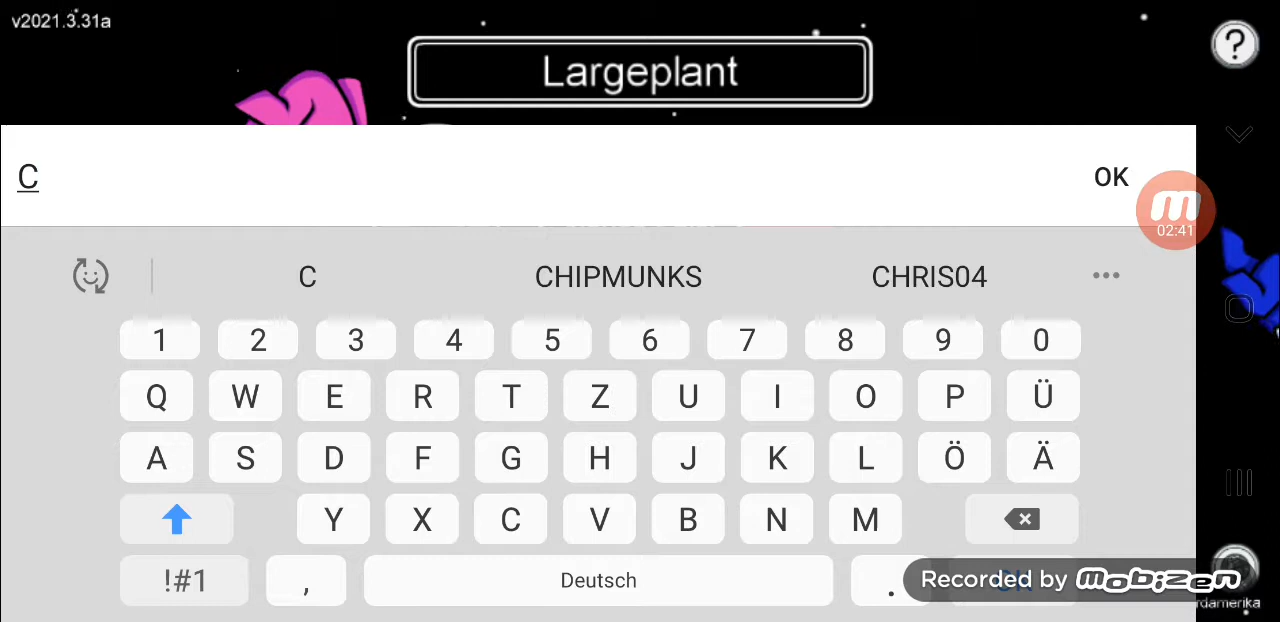 v2021.3.31a
?
Largeplant
C
OK
02:41
C CHIPMUNKS CHRIS04
1 2 3 4 5 6 7 8 9 0
Q W E R T Z U I O P Ü
A S D F G H J K L Ö Ä
Y X C V B N M
!#1 , Deutsch .
Recorded by mobizen
rdamerika